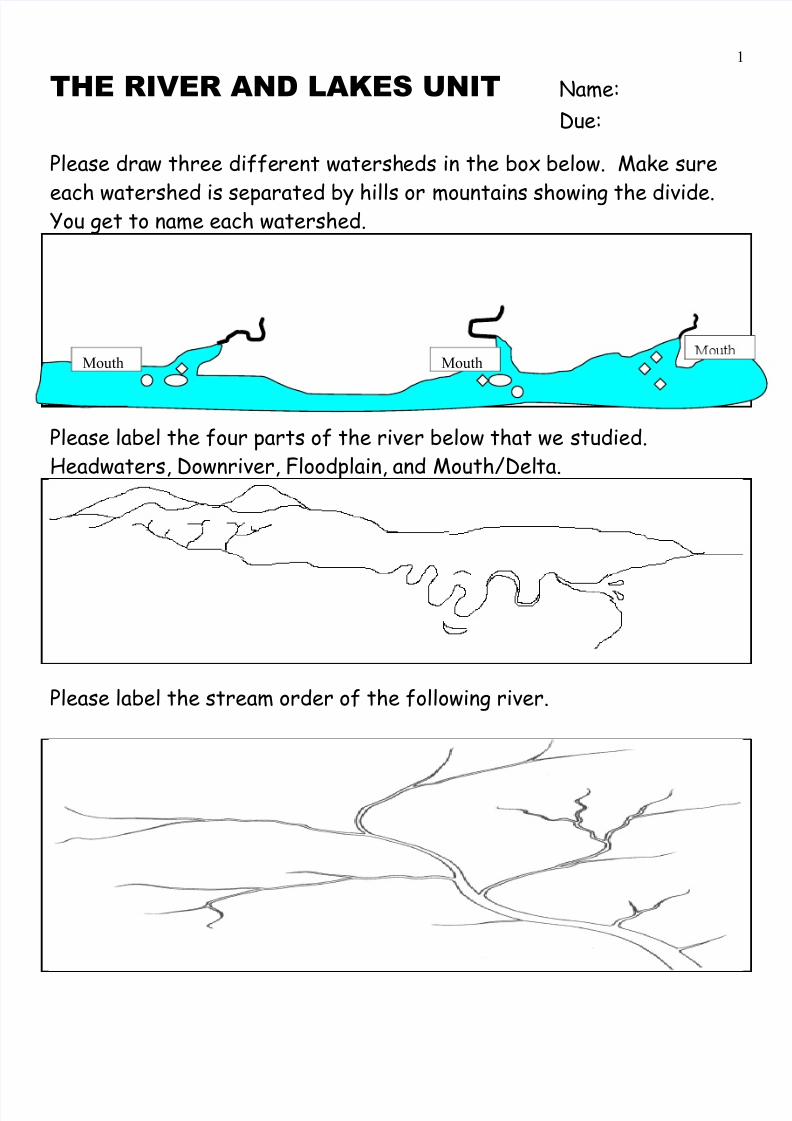 1
THE RIVER AND LAKES UNIT Name:
Due:
Please draw three different watersheds in the box below. Make sure
each watershed is separated by hills or mountains showing the divide.
You get to name each watershed.
Mouth Mouth Mouth
Please label the four parts of the river below that we studied.
Headwaters, Downriver, Floodplain, and Mouth/Delta.
Please label the stream order of the following river.